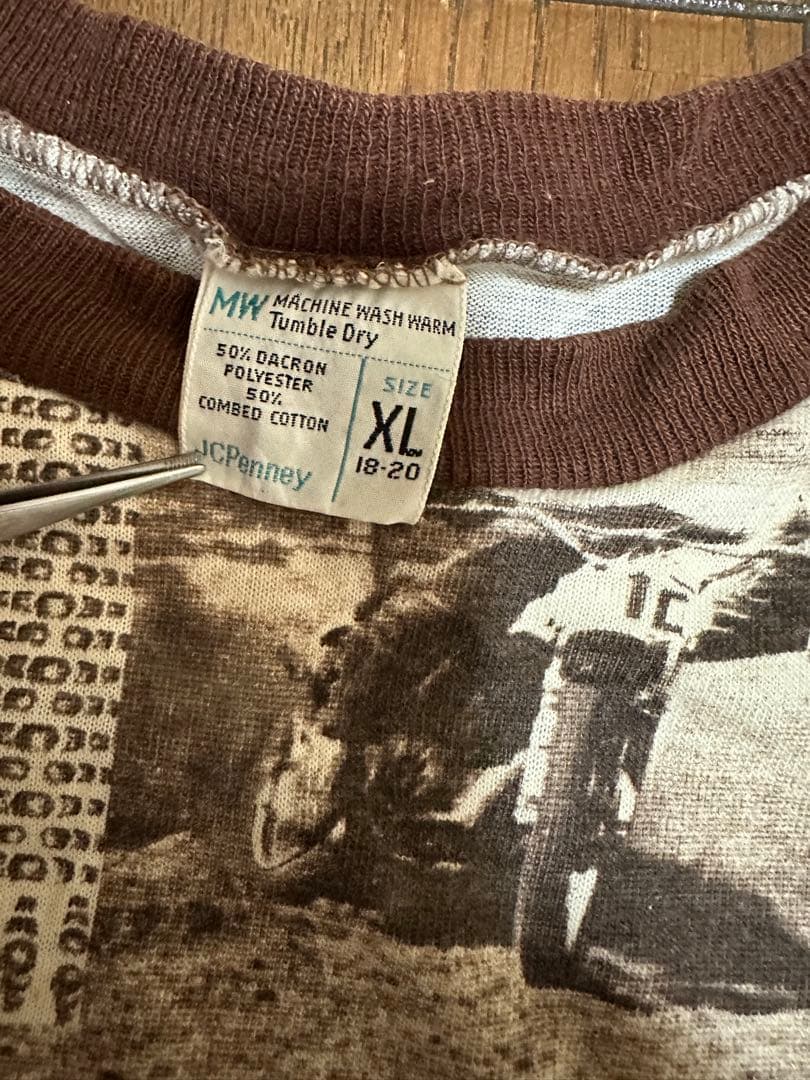 MW MACHINE WASH WARM
Tumble Dry
50% DACRON
POLYESTER
50%
COMBED COTTON
JCPenney
SIZE
XL
18-20